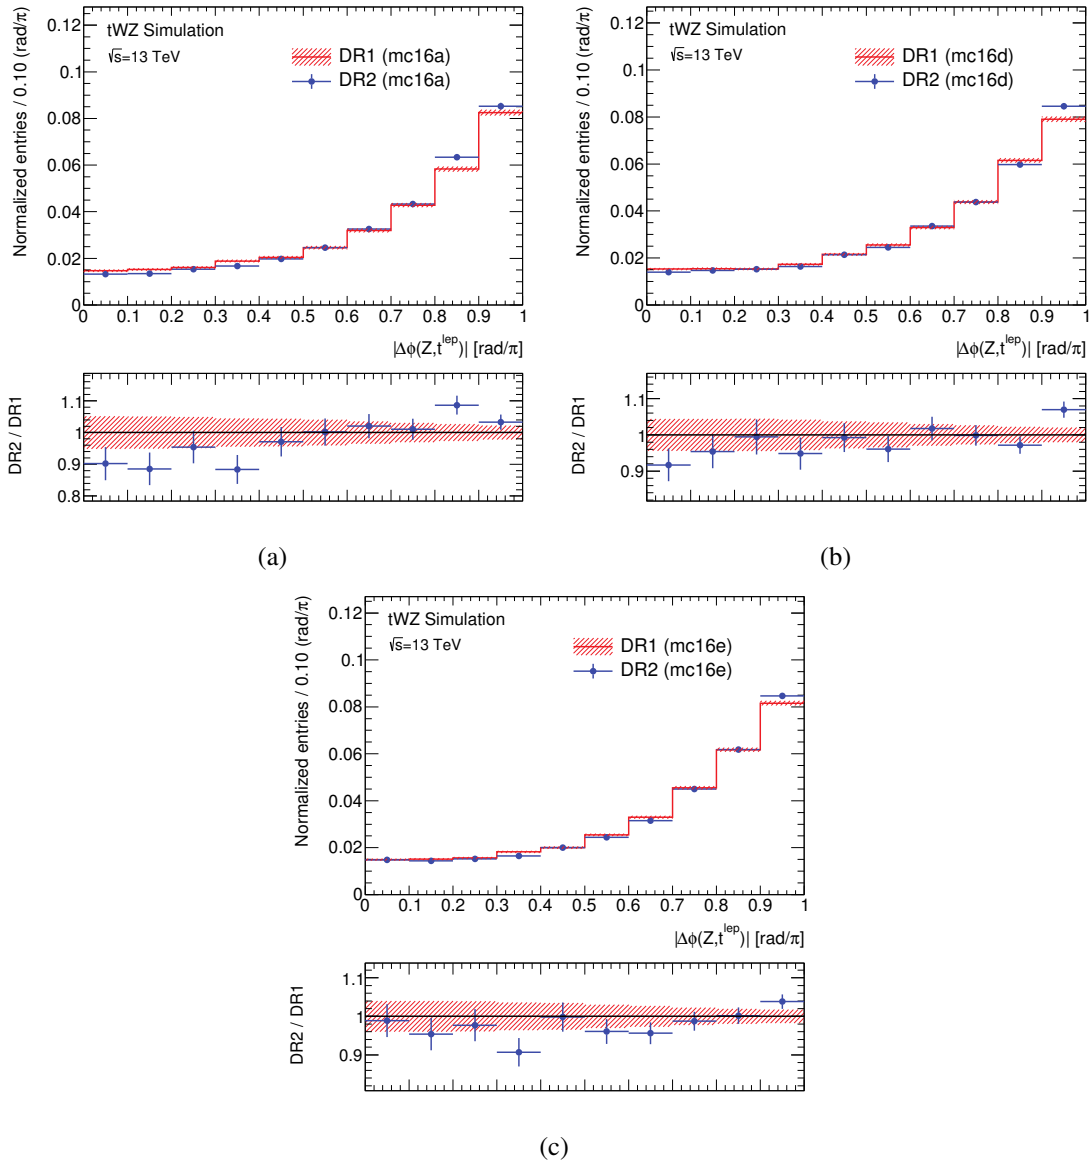 Normalized entries / 0.10 (rad/π)
tWZ Simulation
√s=13 TeV
DR1 (mc16a)
DR2 (mc16a)
0.12
0.1
0.08
0.06
0.04
0.02
0
0 0.1 0.2 0.3 0.4 0.5 0.6 0.7 0.8 0.9 1
|Δϕ(Z,t^lep)| [rad/π]
DR2 / DR1
1.1
1
0.9
0.8
(a)
Normalized entries / 0.10 (rad/π)
tWZ Simulation
√s=13 TeV
DR1 (mc16d)
DR2 (mc16d)
0.12
0.1
0.08
0.06
0.04
0.02
0
0 0.1 0.2 0.3 0.4 0.5 0.6 0.7 0.8 0.9 1
|Δϕ(Z,t^lep)| [rad/π]
DR2 / DR1
1.1
1
0.9
(b)
Normalized entries / 0.10 (rad/π)
tWZ Simulation
√s=13 TeV
DR1 (mc16e)
DR2 (mc16e)
0.12
0.1
0.08
0.06
0.04
0.02
0
0 0.1 0.2 0.3 0.4 0.5 0.6 0.7 0.8 0.9 1
|Δϕ(Z,t^lep)| [rad/π]
DR2 / DR1
1.1
1
0.9
(c)